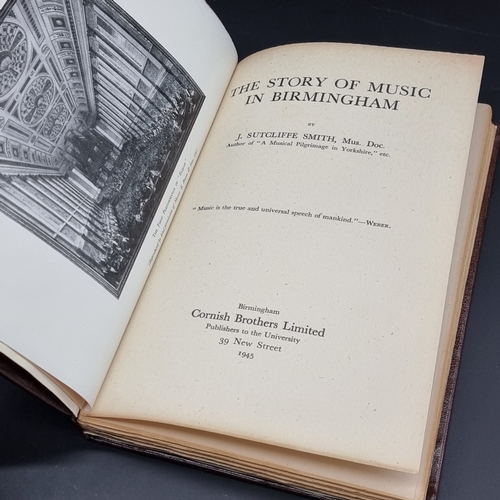 THE STORY OF MUSIC
IN BIRMINGHAM
BY
J. SUTCLIFFE SMITH, Mus. Doc.
Author of "A Musical Pilgrimage in Yorkshire," etc.
"Music is the true and universal speech of mankind."—WEBER.
Birmingham
Cornish Brothers Limited
Publishers to the University
39 New Street
1945